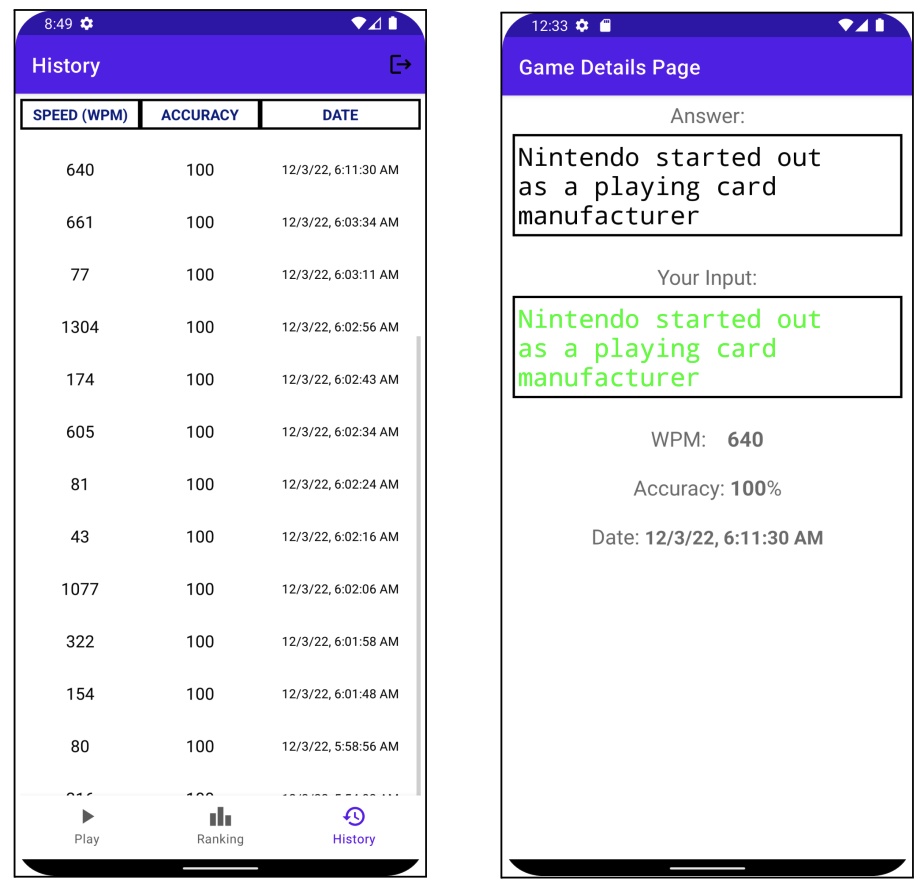 8:49
History
SPEED (WPM) ACCURACY DATE
640 100 12/3/22, 6:11:30 AM
661 100 12/3/22, 6:03:34 AM
77 100 12/3/22, 6:03:11 AM
1304 100 12/3/22, 6:02:56 AM
174 100 12/3/22, 6:02:43 AM
605 100 12/3/22, 6:02:34 AM
81 100 12/3/22, 6:02:24 AM
43 100 12/3/22, 6:02:16 AM
1077 100 12/3/22, 6:02:06 AM
322 100 12/3/22, 6:01:58 AM
154 100 12/3/22, 6:01:48 AM
80 100 12/3/22, 5:58:56 AM
Play Ranking History
12:33
Game Details Page
Answer:
Nintendo started out
as a playing card
manufacturer
Your Input:
Nintendo started out
as a playing card
manufacturer
WPM: 640
Accuracy: 100%
Date: 12/3/22, 6:11:30 AM